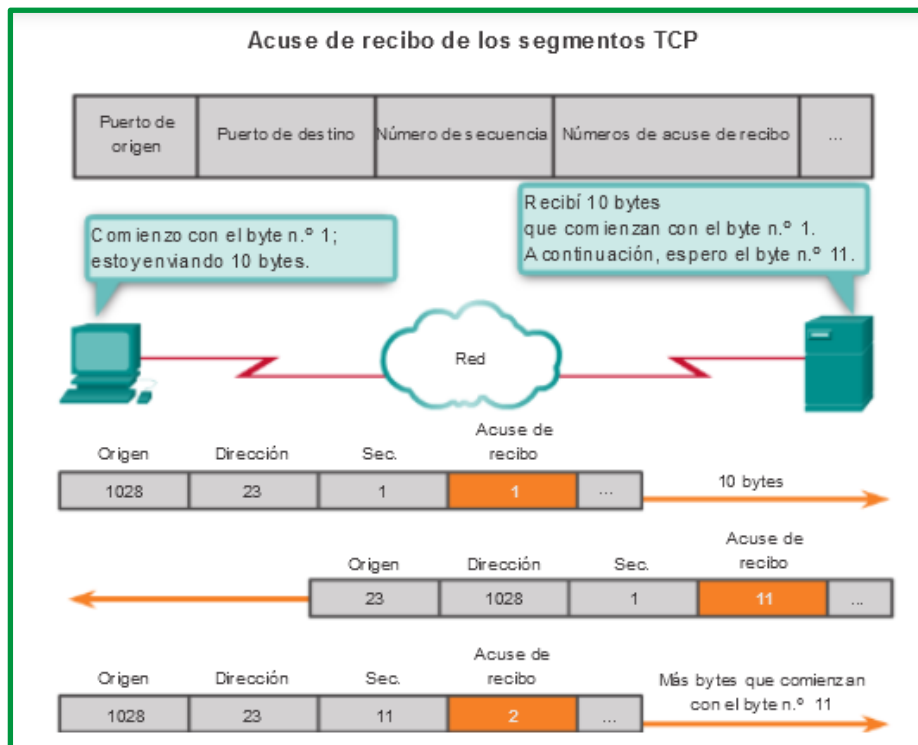 Acuse de recibo de los segmentos TCP
Puerto de
origen
Puerto de destino
Número de secuencia
Números de acuse de recibo
...
Comienzo con el byte n.º 1;
estoy enviando 10 bytes.
Recibí 10 bytes
que comienzan con el byte n.º 1.
A continuación, espero el byte n.º 11.
Red
Origen
Dirección
Sec.
Acuse de
recibo
1028
23
1
1
...
10 bytes
Origen
Dirección
Sec.
Acuse de
recibo
23
1028
1
11
...
Origen
Dirección
Sec.
Acuse de
recibo
1028
23
11
2
...
Más bytes que comienzan
con el byte n.º 11